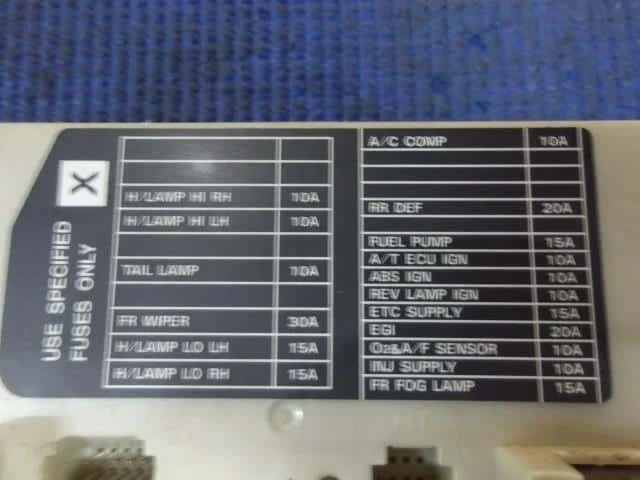 X
USE SPECIFIED
FUSES ONLY
H/LAMP HI RH 10A
H/LAMP HI LH 10A
TAIL LAMP 10A
FR WIPER 30A
H/LAMP LO LH 15A
H/LAMP LO RH 15A
A/C COMP 10A
RR DEF 20A
FUEL PUMP 15A
A/T ECU IGN 10A
ABS IGN 10A
REV LAMP IGN 10A
ETC SUPPLY 15A
EGI 20A
O2&A/F SENSOR 10A
INJ SUPPLY 10A
FR FOG LAMP 15A